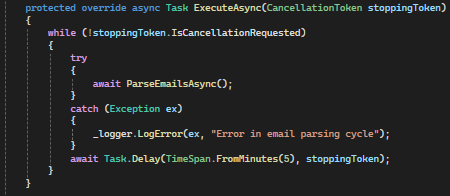 protected override async Task ExecuteAsync(CancellationToken stoppingToken)
{
    while (!stoppingToken.IsCancellationRequested)
    {
        try
        {
            await ParseEmailsAsync();
        }
        catch (Exception ex)
        {
            _logger.LogError(ex, "Error in email parsing cycle");
        }
        await Task.Delay(TimeSpan.FromMinutes(5), stoppingToken);
    }
}